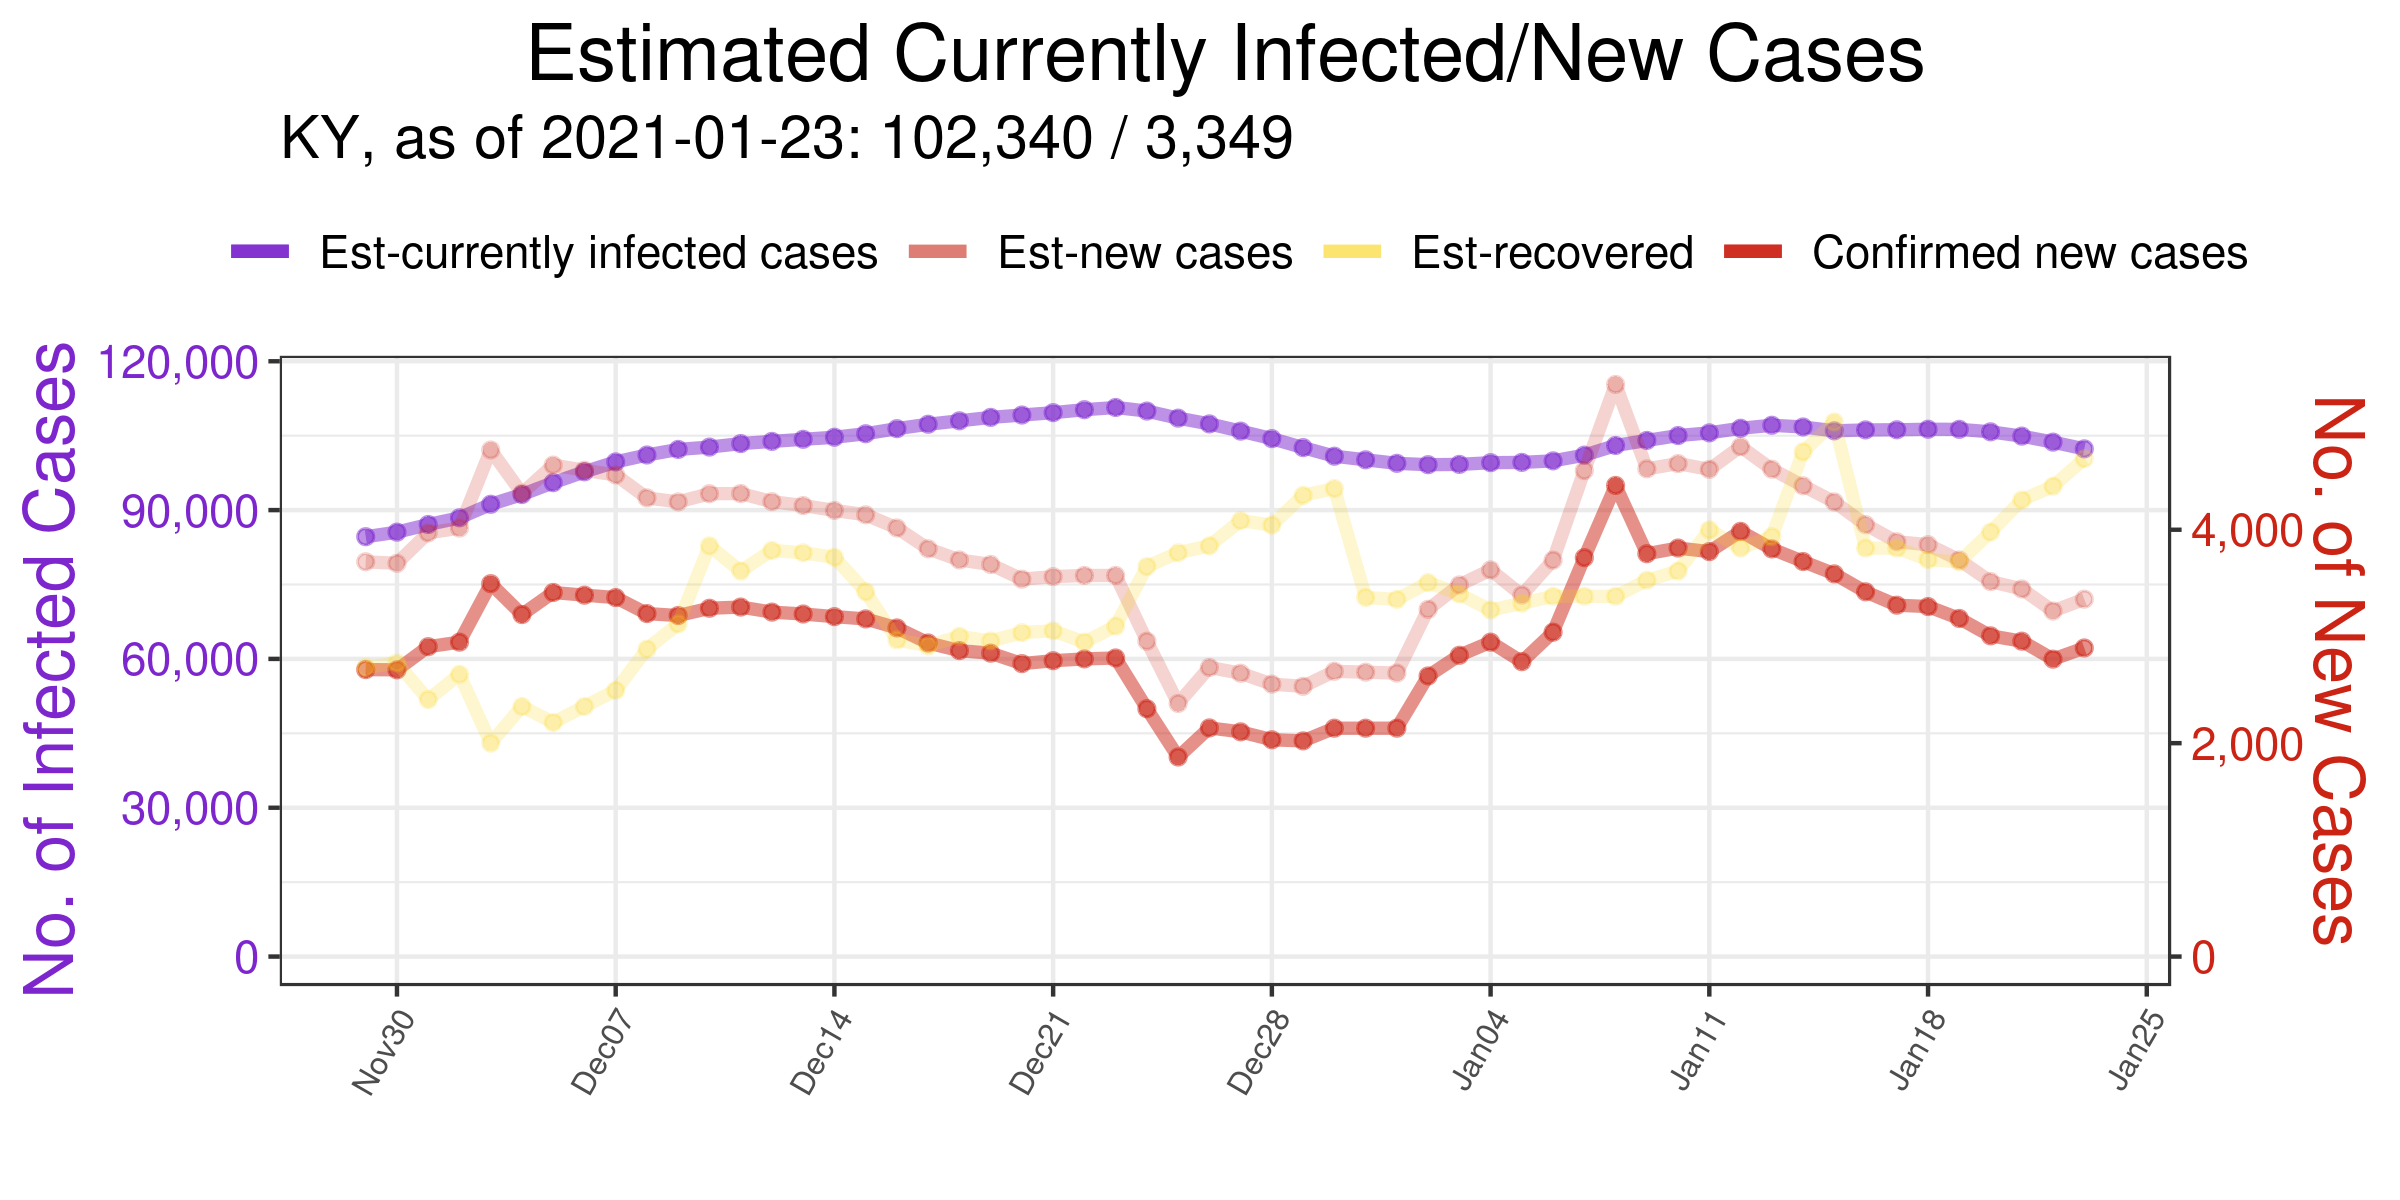 Estimated Currently Infected/New Cases
KY, as of 2021-01-23: 102,340 / 3,349
Est-currently infected cases Est-new cases Est-recovered Confirmed new cases
No. of Infected Cases
120,000
90,000
60,000
30,000
0
4,000
2,000
0
No. of New Cases
Nov30 Dec07 Dec14 Dec21 Dec28 Jan04 Jan11 Jan18 Jan25